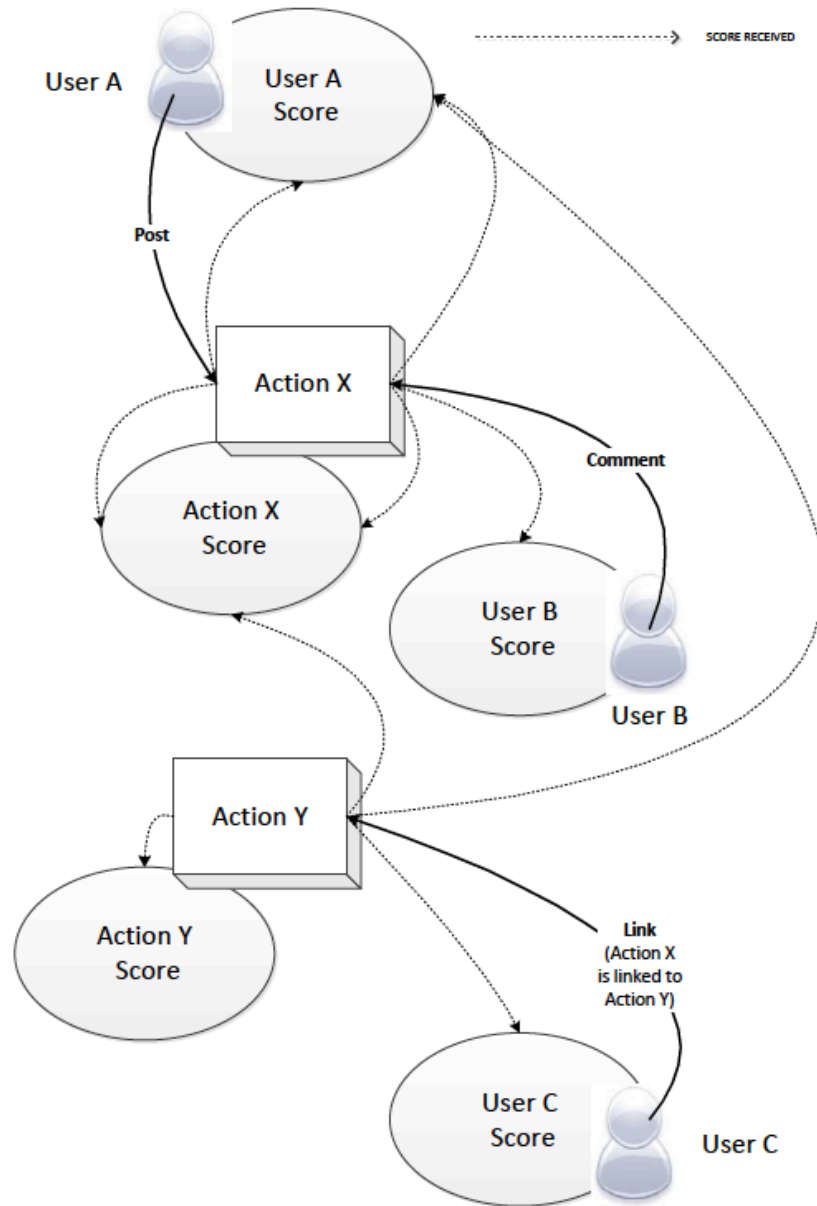 SCORE RECEIVED
User A
User A
Score
Post
Action X
Comment
Action X
Score
User B
Score
User B
Action Y
Link
(Action X
is linked to
Action Y)
Action Y
Score
User C
Score
User C